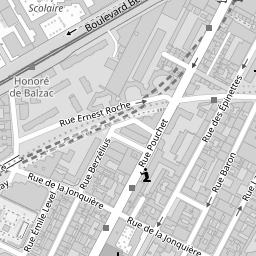 Scolaire
Boulevard Be
Honoré
de Balzac
Rue Ernest Roche
Rue des Épinettes
Rue Pouchet
Rue Berzélius
Rue Baron
Rue de la Jonquière
Rue Émile Level
Rue de la Jonquière